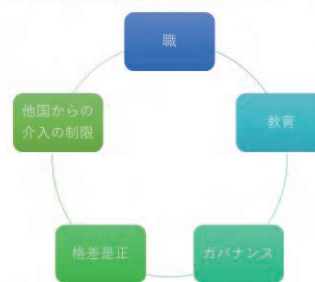 職
教育
ガバナンス
格差是正
他国からの
介入の制限